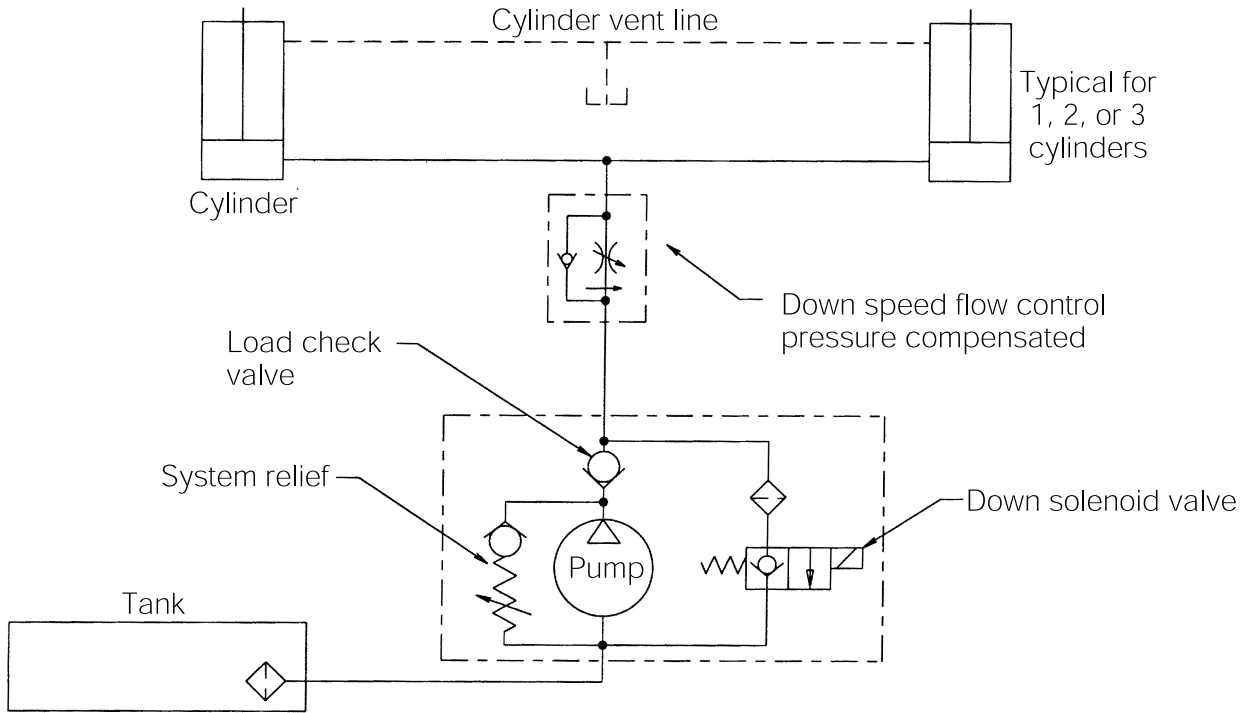 Cylinder vent line
Typical for
1, 2, or 3
cylinders
Cylinder
Down speed flow control
pressure compensated
Load check
valve
System relief
Down solenoid valve
Pump
Tank